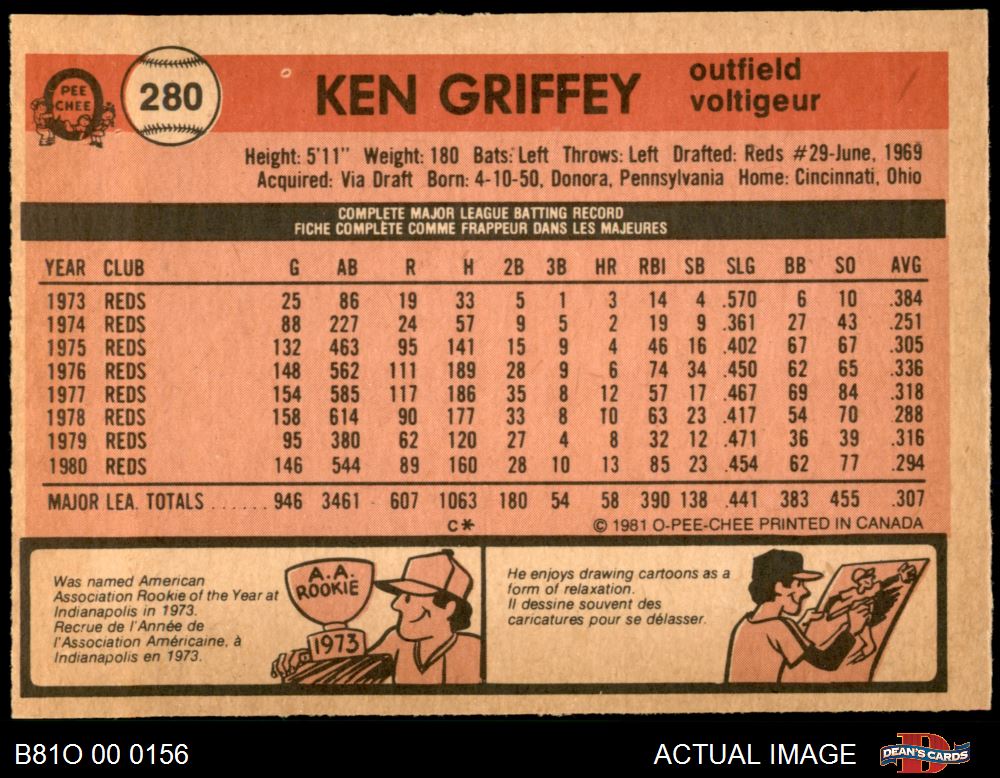 PEE
CHEE
280
KEN GRIFFEY
outfield
voltigeur
Height: 5'11" Weight: 180 Bats: Left Throws: Left Drafted: Reds #29-June, 1969
Acquired: Via Draft Born: 4-10-50, Donora, Pennsylvania Home: Cincinnati, Ohio
COMPLETE MAJOR LEAGUE BATTING RECORD
FICHE COMPLÈTE COMME FRAPPEUR DANS LES MAJEURES
YEAR CLUB G AB R H 2B 3B HR RBI SB SLG BB SO AVG
1973 REDS 25 86 19 33 5 1 3 14 4 .570 6 10 .384
1974 REDS 88 227 24 57 9 5 2 19 9 .361 27 43 .251
1975 REDS 132 463 95 141 15 9 4 46 16 .402 67 67 .305
1976 REDS 148 562 111 189 28 9 6 74 34 .450 62 65 .336
1977 REDS 154 585 117 186 35 8 12 57 17 .467 69 84 .318
1978 REDS 158 614 90 177 33 8 10 63 23 .417 54 70 .288
1979 REDS 95 380 62 120 27 4 8 32 12 .471 36 39 .316
1980 REDS 146 544 89 160 28 10 13 85 23 .454 62 77 .294
MAJOR LEA. TOTALS ...... 946 3461 607 1063 180 54 58 390 138 .441 383 455 .307
C* © 1981 O-PEE-CHEE PRINTED IN CANADA
Was named American
Association Rookie of the Year at
Indianapolis in 1973.
Recrue de l'Année de
l'Association Américaine, à
Indianapolis en 1973.
A.A.
ROOKIE
1973
He enjoys drawing cartoons as a
form of relaxation.
Il dessine souvent des
caricatures pour se délasser.
B81O 00 0156
ACTUAL IMAGE
DEAN'S CARDS